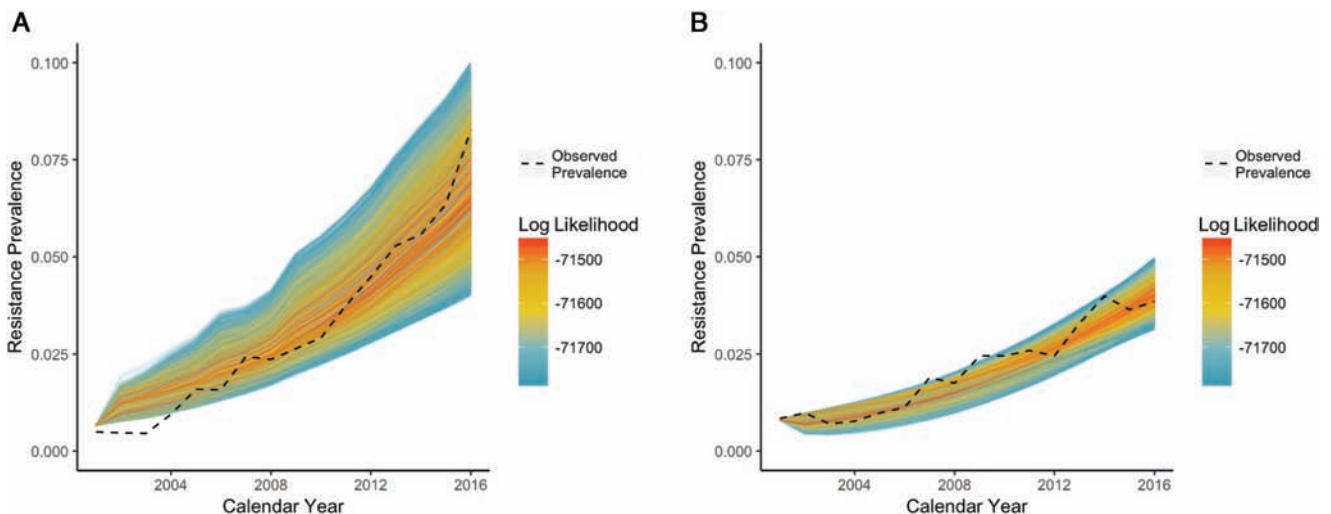 A
Resistance Prevalence
0.100
0.075
0.050
0.025
0.000
2004
2008
2012
2016
Calendar Year
Observed
Prevalence
Log Likelihood
-71500
-71600
-71700
B
Resistance Prevalence
0.100
0.075
0.050
0.025
0.000
2004
2008
2012
2016
Calendar Year
Observed
Prevalence
Log Likelihood
-71500
-71600
-71700